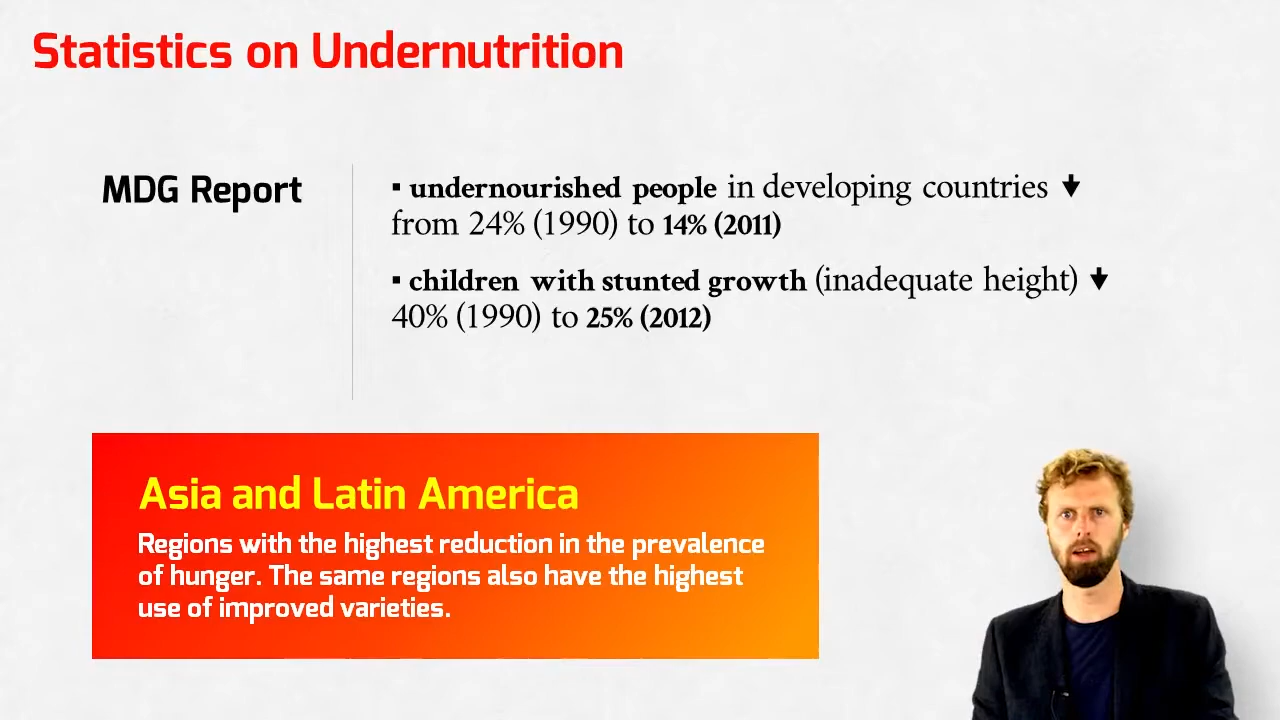 Statistics on Undernutrition
MDG Report
▪ undernourished people in developing countries 🡇
from 24% (1990) to 14% (2011)
▪ children with stunted growth (inadequate height) 🡇
40% (1990) to 25% (2012)
Asia and Latin America
Regions with the highest reduction in the prevalence
of hunger. The same regions also have the highest
use of improved varieties.